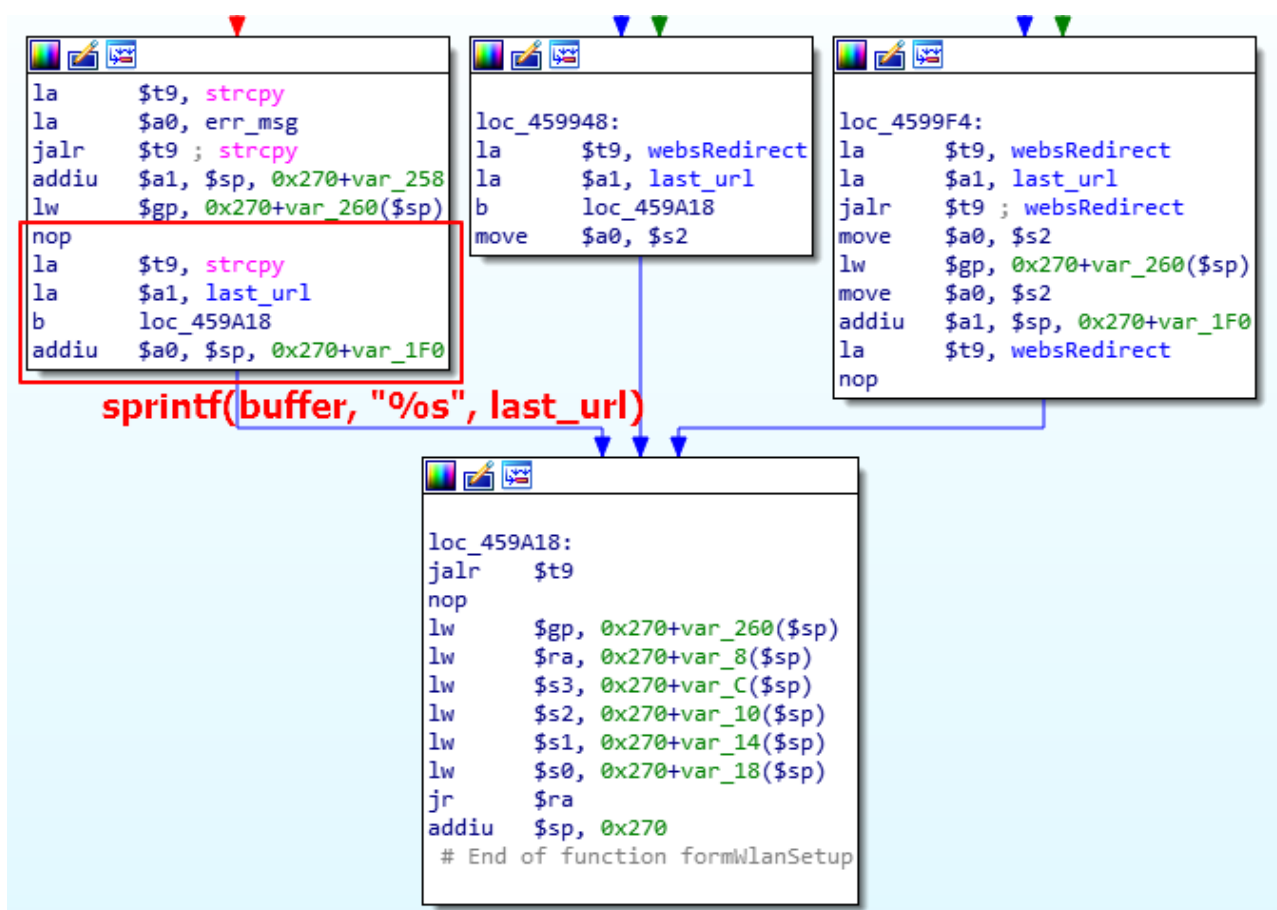 la $t9, strcpy
la $a0, err_msg
jalr $t9 ; strcpy
addiu $a1, $sp, 0x270+var_258
lw $gp, 0x270+var_260($sp)
nop
la $t9, strcpy
la $a1, last_url
b loc_459A18
addiu $a0, $sp, 0x270+var_1F0
loc_459948:
la $t9, websRedirect
la $a1, last_url
b loc_459A18
move $a0, $s2
loc_4599F4:
la $t9, websRedirect
la $a1, last_url
jalr $t9 ; websRedirect
move $a0, $s2
lw $gp, 0x270+var_260($sp)
move $a0, $s2
addiu $a1, $sp, 0x270+var_1F0
la $t9, websRedirect
nop
sprintf(buffer, "%s", last_url)
loc_459A18:
jalr $t9
nop
lw $gp, 0x270+var_260($sp)
lw $ra, 0x270+var_8($sp)
lw $s3, 0x270+var_C($sp)
lw $s2, 0x270+var_10($sp)
lw $s1, 0x270+var_14($sp)
lw $s0, 0x270+var_18($sp)
jr $ra
addiu $sp, 0x270
# End of function formWlanSetup